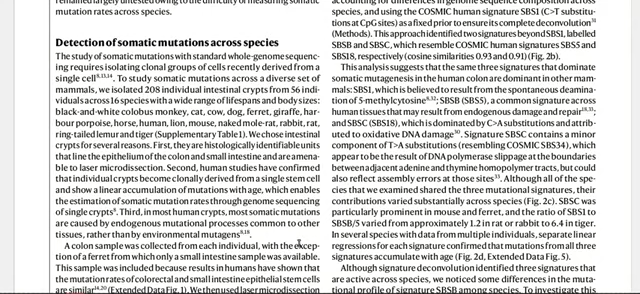 remained largely untested owing to the difficulty of measuring somatic
mutation rates across species.
Detection of somatic mutations across species
The study of somatic mutations with standard whole-genome sequenc-
ing requires isolating clonal groups of cells recently derived from a
single cell8,13,14. To study somatic mutations across a diverse set of
mammals, we isolated 208 individual intestinal crypts from 56 indi-
viduals across 16 species with a wide range of lifespans and body sizes:
black-and-white colobus monkey, cat, cow, dog, ferret, giraffe, har-
bour porpoise, horse, human, lion, mouse, naked mole-rat, rabbit, rat,
ring-tailed lemur and tiger (Supplementary Table 1). We chose intestinal
crypts for several reasons. First, they are histologically identifiable units
that line the epithelium of the colon and small intestine and are amena-
ble to laser microdissection. Second, human studies have confirmed
that individual crypts become clonally derived from a single stem cell
and show a linear accumulation of mutations with age, which enables
the estimation of somatic mutation rates through genome sequencing
of single crypts8. Third, in most human crypts, most somatic mutations
are caused by endogenous mutational processes common to other
tissues, rather than by environmental mutagens8,18.
A colon sample was collected from each individual, with the excep-
tion of a ferret from which only a small intestine sample was available.
This sample was included because results in humans have shown that
the mutation rates of colorectal and small intestine epithelial stem cells
are similar14,20 (Extended Data Fig. 1). We then used laser microdissection
accounting for differences in genome sequence composition across
species, and using the COMIC human signature SBS1 (C>T substitu-
tions at CpG sites) as a fixed prior to ensure its complete deconvolution31
(Methods). This approach identified two signatures beyond SBS1, labelled
SBSB and SBSC, which resemble COSMIC human signatures SBS5 and
SBS18, respectively (cosine similarities 0.93 and 0.91) (Fig. 2b).
This analysis suggests that the same three signatures that dominate
somatic mutagenesis in the human colon are dominant in other mam-
mals: SBS1, which is believed to result from the spontaneous deamina-
tion of 5-methylcytosine8,32; SBSB (SBS5), a common signature across
human tissues that may result from endogenous damage and repair18,33;
and SBSC (SBS18), which is dominated by C>A substitutions and attrib-
uted to oxidative DNA damage30. Signature SBSC contains a minor
component of T>A substitutions (resembling COSMIC SBS34), which
appear to be the result of DNA polymerase slippage at the boundaries
between adjacent adenine and thymine homopolymer tracts, but could
also reflect assembly errors at those sites33. Although all of the spe-
cies that we examined shared the three mutational signatures, their
contributions varied substantially across species (Fig. 2c). SBSC was
particularly prominent in mouse and ferret, and the ratio of SBS1 to
SBSB/5 varied from approximately 1.2 in rat or rabbit to 6.4 in tiger.
In several species with data from multiple individuals, separate linear
regressions for each signature confirmed that mutations from all three
signatures accumulate with age (Fig. 2d, Extended Data Fig. 5).
Although signature deconvolution identified three signatures that
are active across species, we noticed some differences in the muta-
tional profile of signature SBSB among species. To investigate this